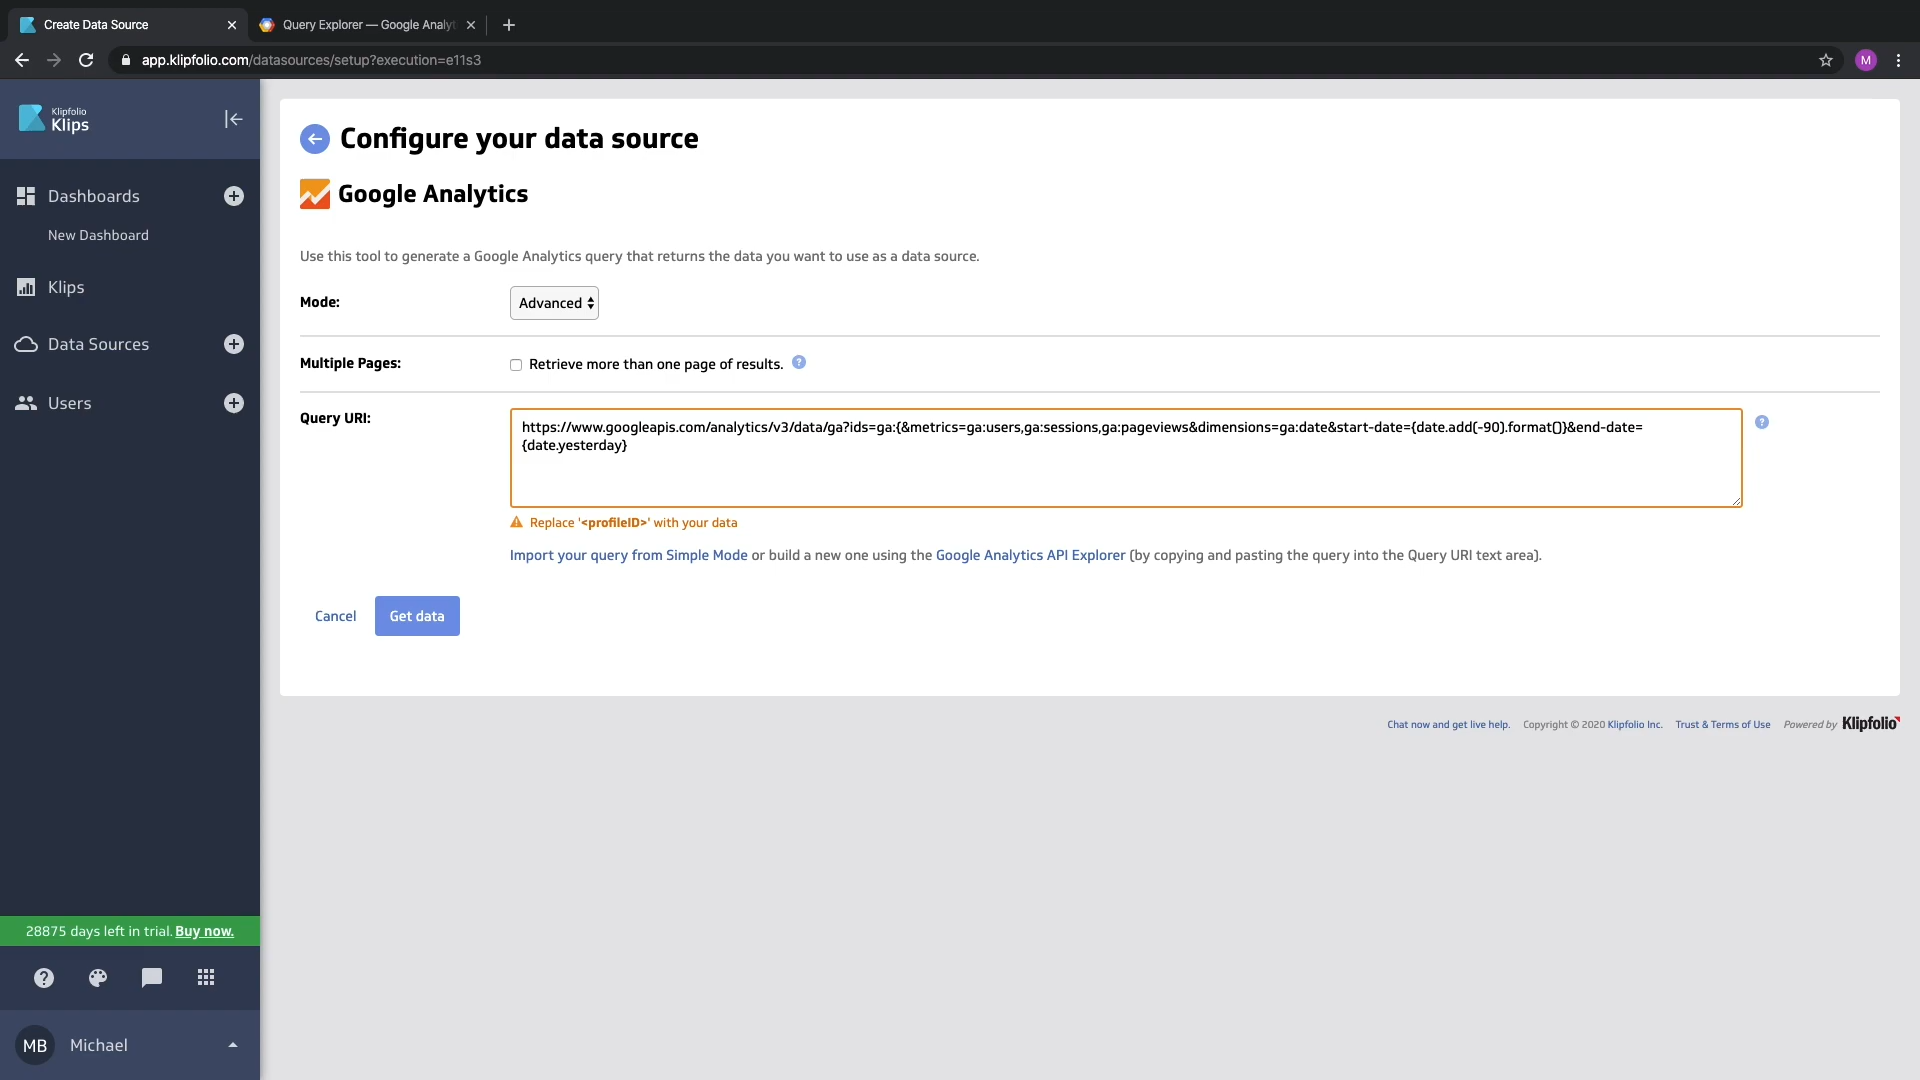 Create Data Source
Query Explorer — Google Analyt
app.klipfolio.com/datasources/setup?execution=e11s3
M
Klipfolio
Klips
Dashboards
New Dashboard
Klips
Data Sources
Users
28875 days left in trial. Buy now.
MB
Michael
Configure your data source
Google Analytics
Use this tool to generate a Google Analytics query that returns the data you want to use as a data source.
Mode:
Advanced
Multiple Pages:
Retrieve more than one page of results.
?
Query URI:
https://www.googleapis.com/analytics/v3/data/ga?ids=ga:{&metrics=ga:users,ga:sessions,ga:pageviews&dimensions=ga:date&start-date={date.add(-90).format()}&end-date=
{date.yesterday}
?
Replace '<profileID>' with your data
Import your query from Simple Mode or build a new one using the Google Analytics API Explorer (by copying and pasting the query into the Query URI text area).
Cancel
Get data
Chat now and get live help.
Copyright © 2020 Klipfolio Inc.
Trust & Terms of Use
Powered by Klipfolio